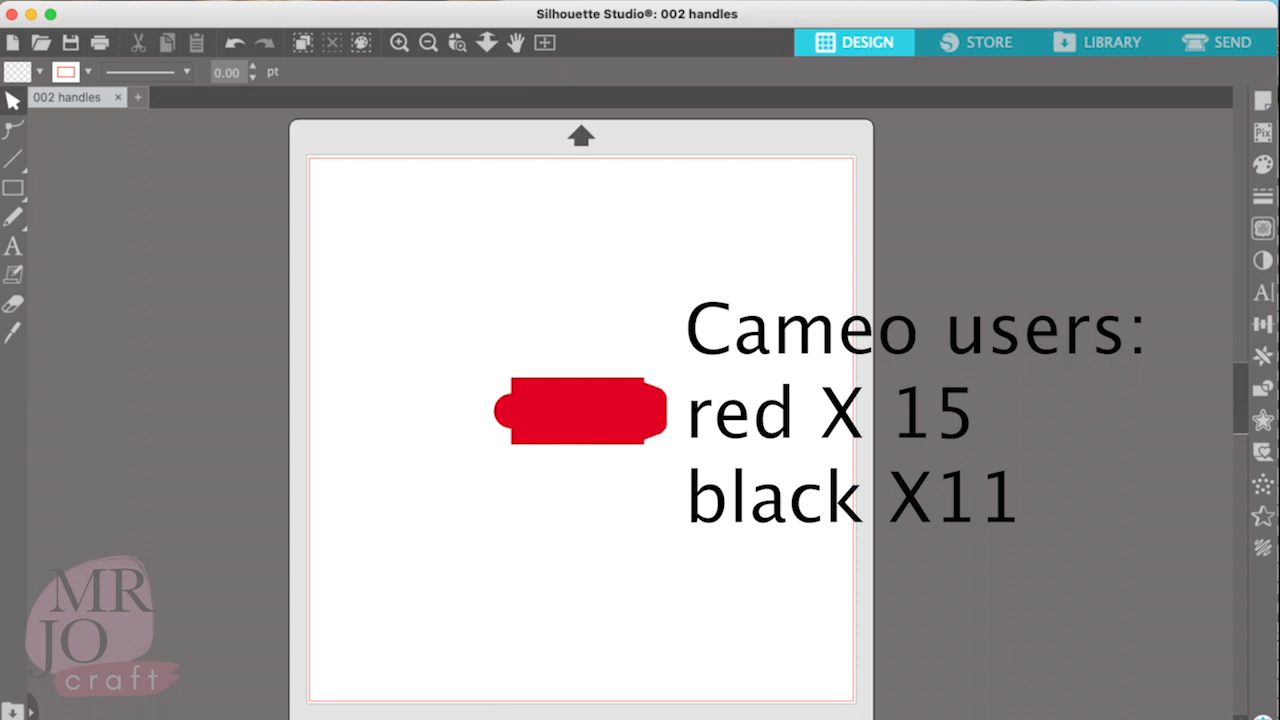 Silhouette Studio®: 002 handles
DESIGN
STORE
LIBRARY
SEND
0.00 pt
002 handles
Pix
A
A
Cameo users:
red X 15
black X11
MR
JO
craft